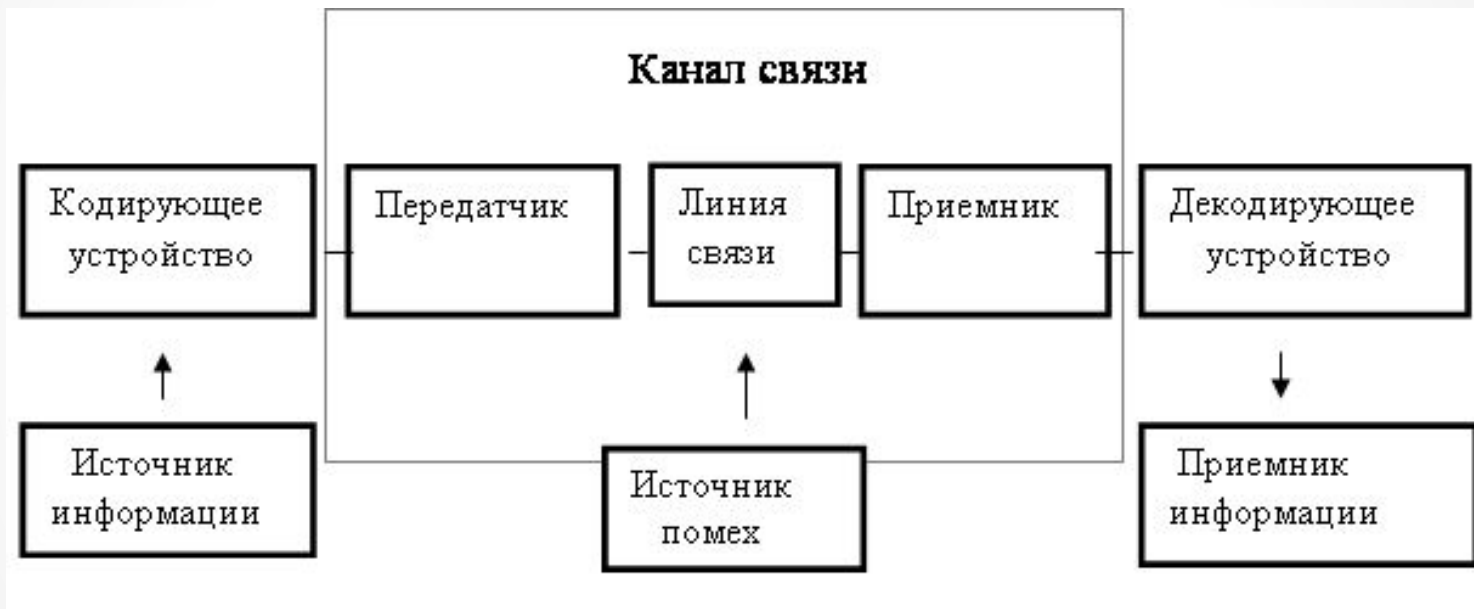 Канал связи
Кодирующее
устройство
Передатчик
Линия
связи
Приемник
Декодирующее
устройство
Источник
информации
Источник
помех
Приемник
информации